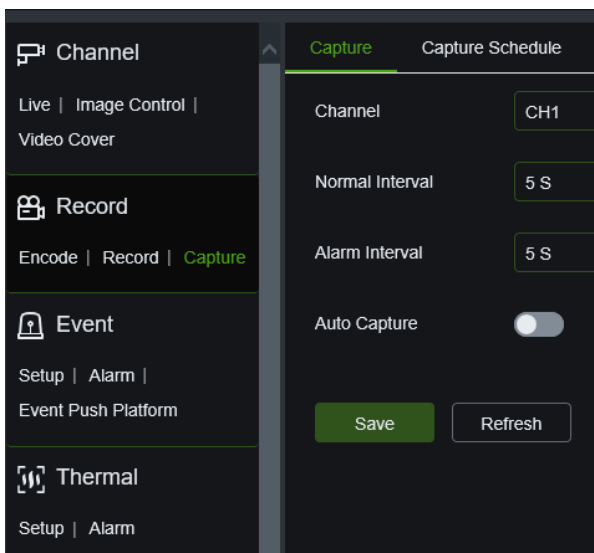 Channel
Live | Image Control |
Video Cover
Record
Encode | Record | Capture
Event
Setup | Alarm |
Event Push Platform
Thermal
Setup | Alarm
Capture Capture Schedule
Channel CH1
Normal Interval 5 S
Alarm Interval 5 S
Auto Capture
Save Refresh